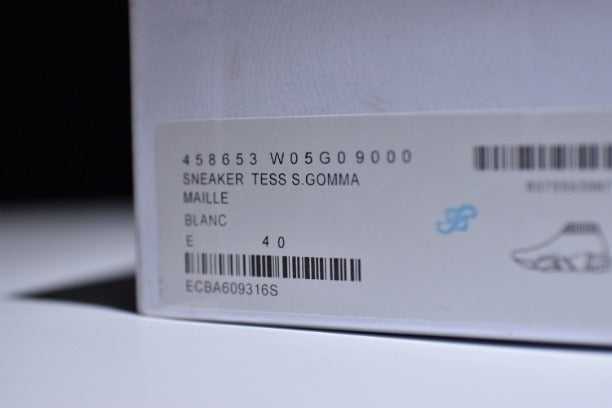 458653 W05G09000
SNEAKER TESS S.GOMMA
MAILLE
BLANC
E 40
ECBA609316S